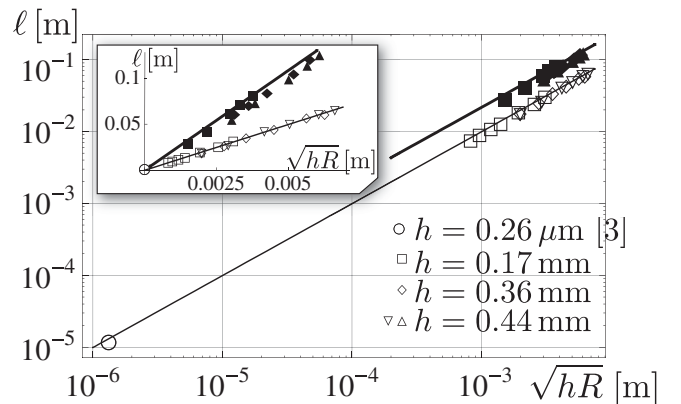 ℓ [m]
10⁻¹
10⁻²
10⁻³
10⁻⁴
10⁻⁵
ℓ [m]
0.1
0.05
√hR [m]
0.0025 0.005
○ h = 0.26 μm [3]
□ h = 0.17 mm
◇ h = 0.36 mm
▽△ h = 0.44 mm
10⁻⁶ 10⁻⁵ 10⁻⁴ 10⁻³ √hR [m]